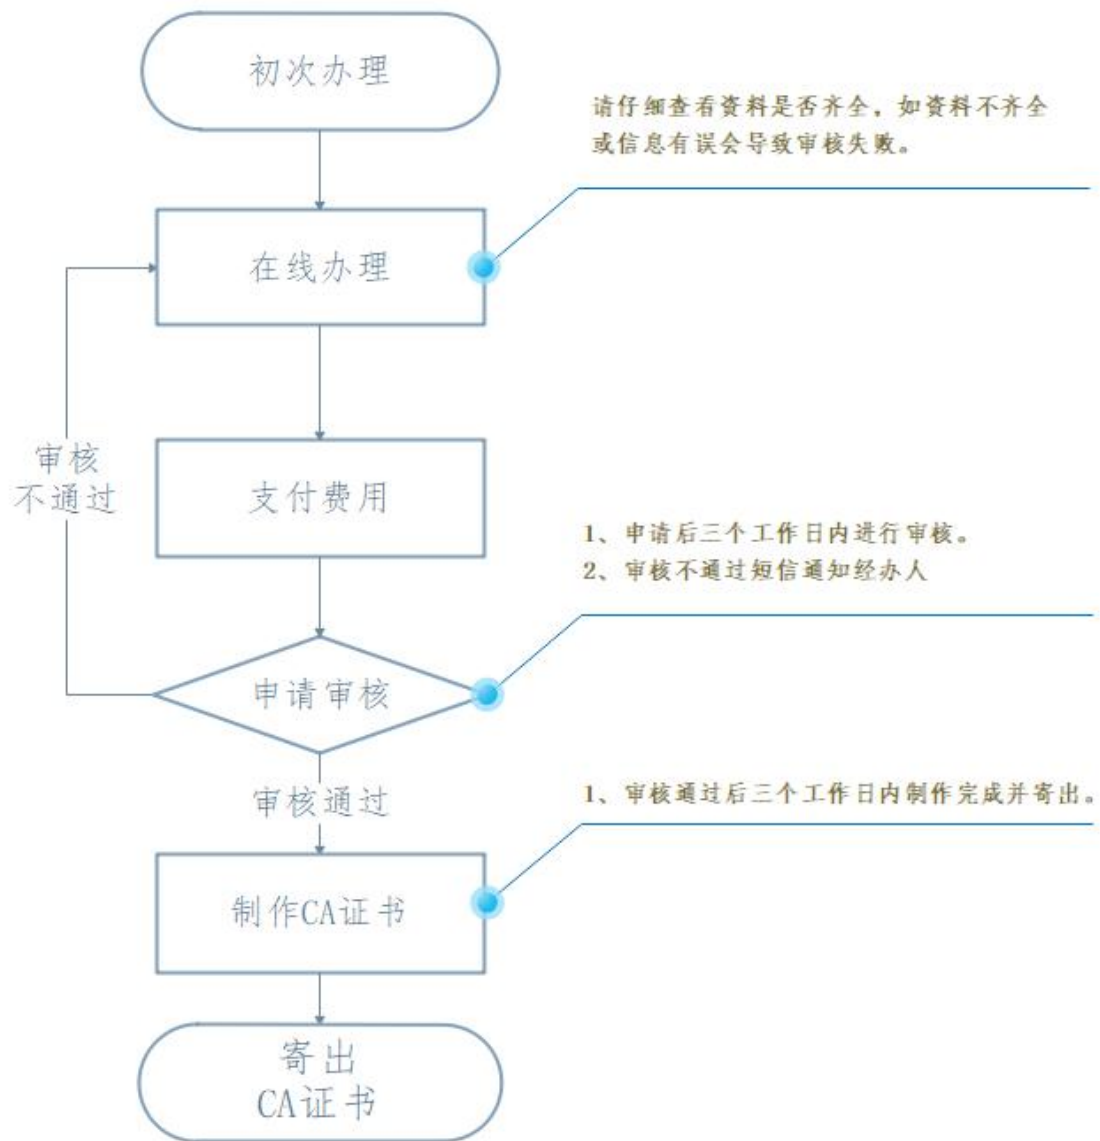 初次办理
请仔细查看资料是否齐全，如资料不齐全
或信息有误会导致审核失败。
在线办理
审核
不通过
支付费用
1、申请后三个工作日内进行审核。
2、审核不通过短信通知经办人
申请审核
审核通过
1、审核通过后三个工作日内制作完成并寄出。
制作CA证书
寄出
CA证书